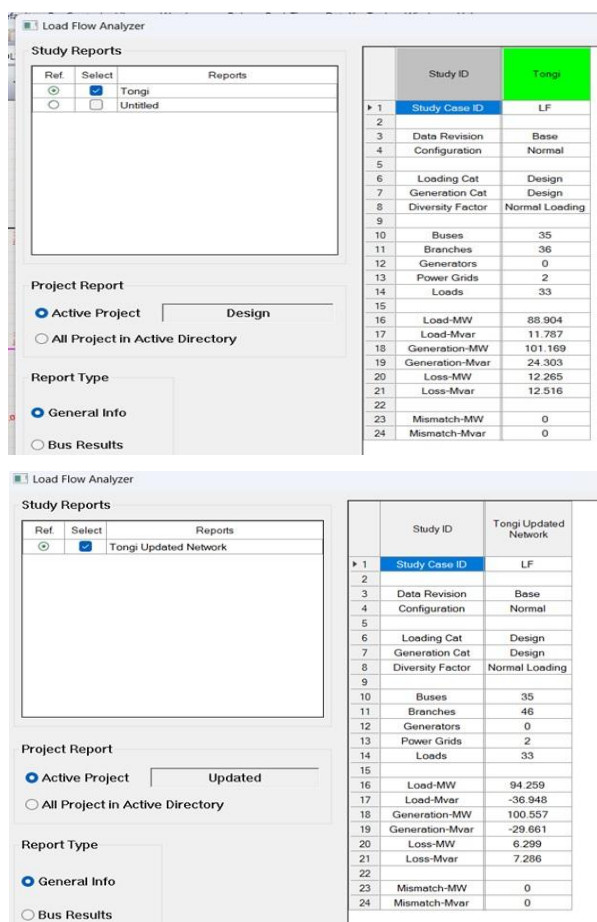 Load Flow Analyzer
Study Reports
Ref. Select Reports
Tongi
Untitled
Project Report
Active Project Design
All Project in Active Directory
Report Type
General Info
Bus Results
Study ID Tongi
1 Study Case ID LF
2
3 Data Revision Base
4 Configuration Normal
5
6 Loading Cat Design
7 Generation Cat Design
8 Diversity Factor Normal Loading
9
10 Buses 35
11 Branches 36
12 Generators 0
13 Power Grids 2
14 Loads 33
15
16 Load-MW 88.904
17 Load-Mvar 11.787
18 Generation-MW 101.169
19 Generation-Mvar 24.303
20 Loss-MW 12.265
21 Loss-Mvar 12.516
22
23 Mismatch-MW 0
24 Mismatch-Mvar 0
Load Flow Analyzer
Study Reports
Ref. Select Reports
Tongi Updated Network
Project Report
Active Project Updated
All Project in Active Directory
Report Type
General Info
Bus Results
Study ID Tongi Updated
Network
1 Study Case ID LF
2
3 Data Revision Base
4 Configuration Normal
5
6 Loading Cat Design
7 Generation Cat Design
8 Diversity Factor Normal Loading
9
10 Buses 35
11 Branches 46
12 Generators 0
13 Power Grids 2
14 Loads 33
15
16 Load-MW 94.259
17 Load-Mvar -36.948
18 Generation-MW 100.557
19 Generation-Mvar -29.661
20 Loss-MW 6.299
21 Loss-Mvar 7.286
22
23 Mismatch-MW 0
24 Mismatch-Mvar 0